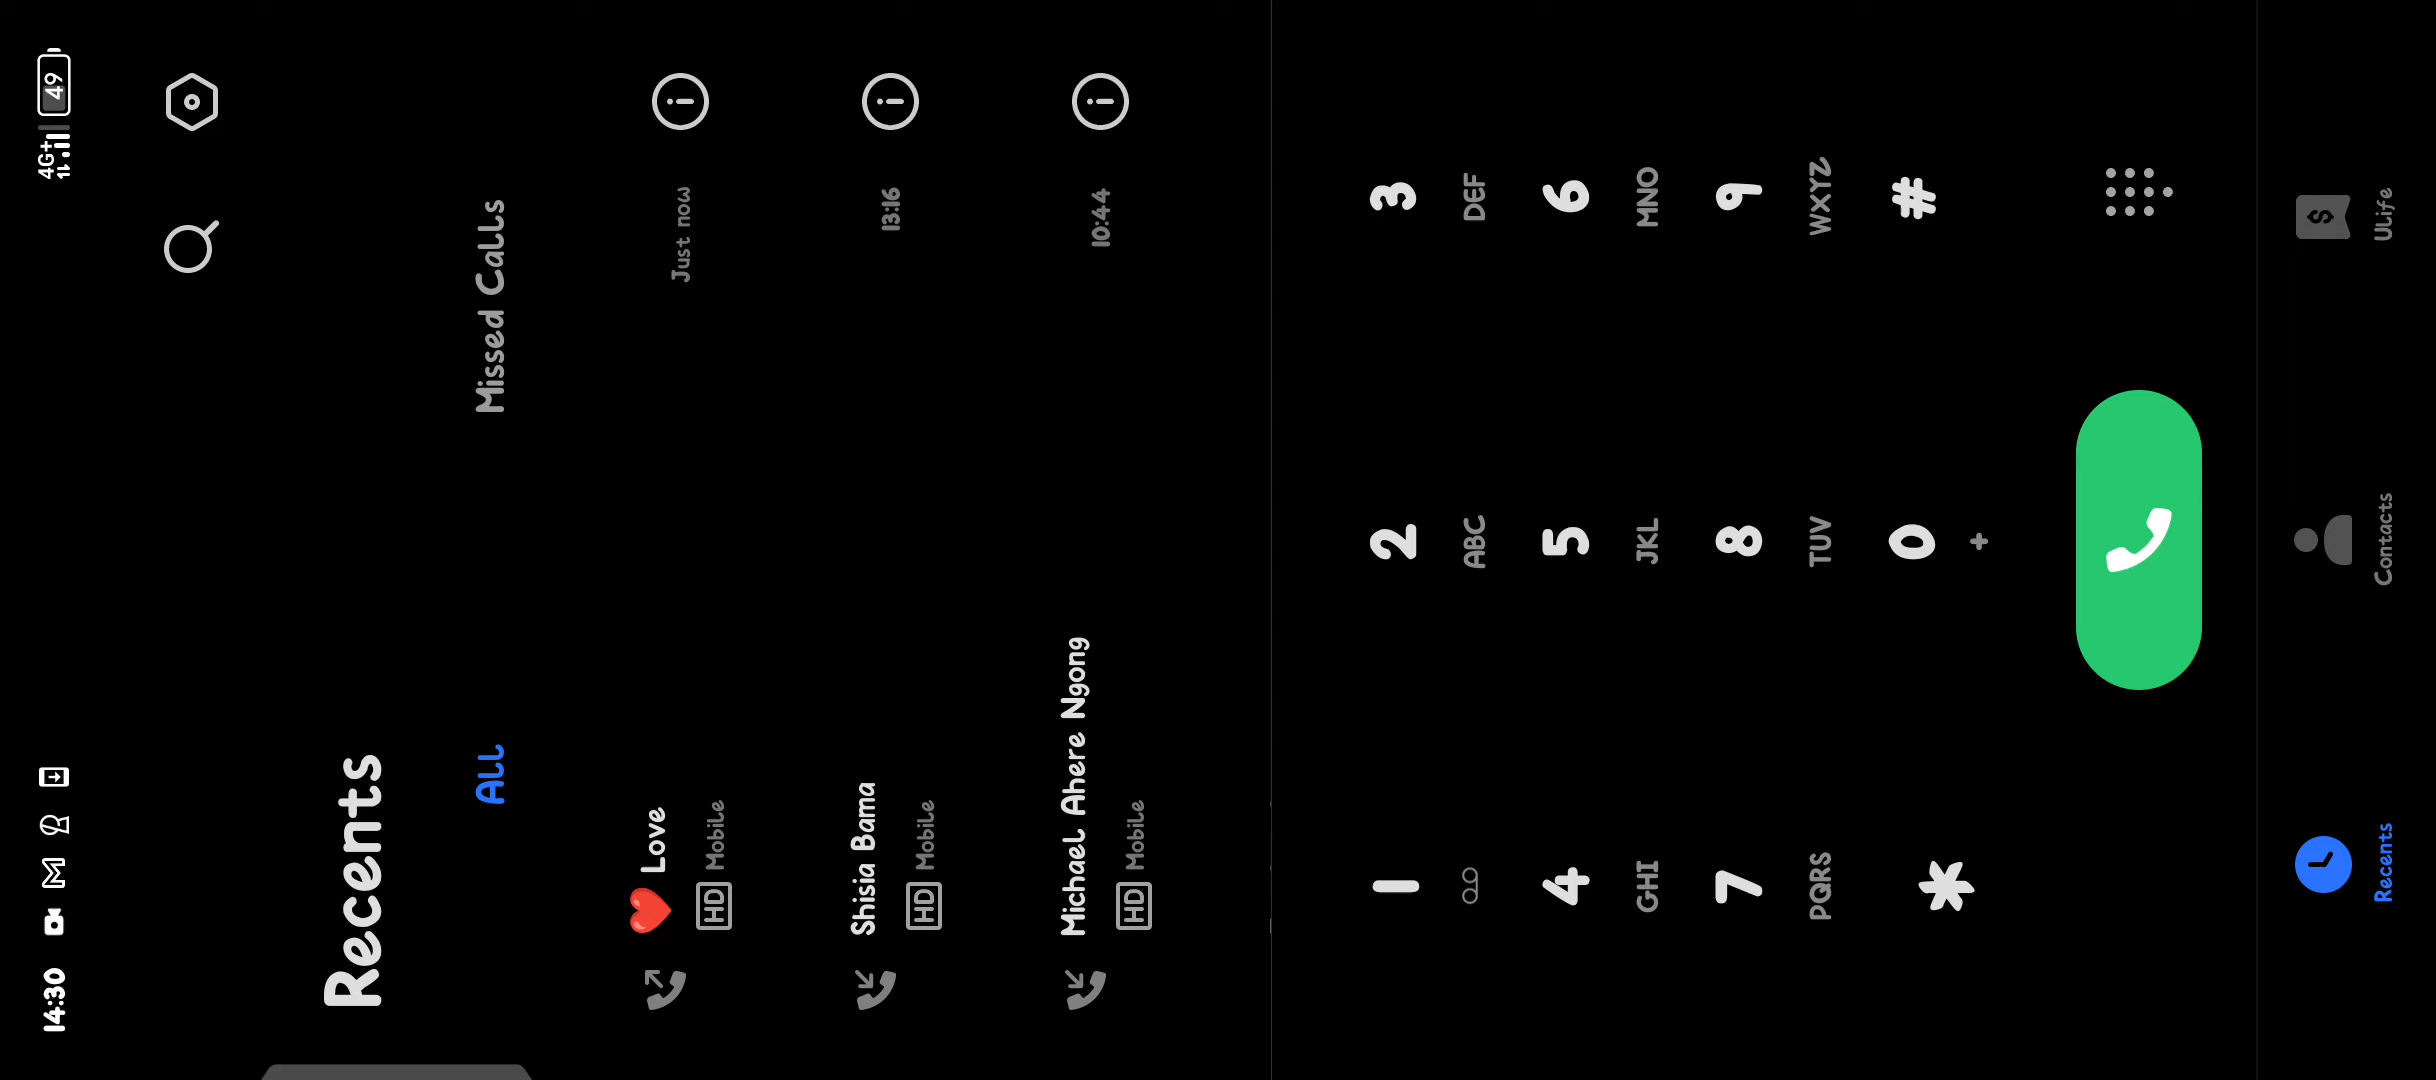 14:30 4G+ 49
Recents
All Missed Calls
❤️ Love Just now
HD Mobile
Shisia Bama 13:16
HD Mobile
Michael Ahere Ngong 10:44
HD Mobile
1 2 3
ABC DEF
4 5 6
GHI JKL MNO
7 8 9
PQRS TUV WXYZ
* 0 #
+
Recents Contacts Ulife